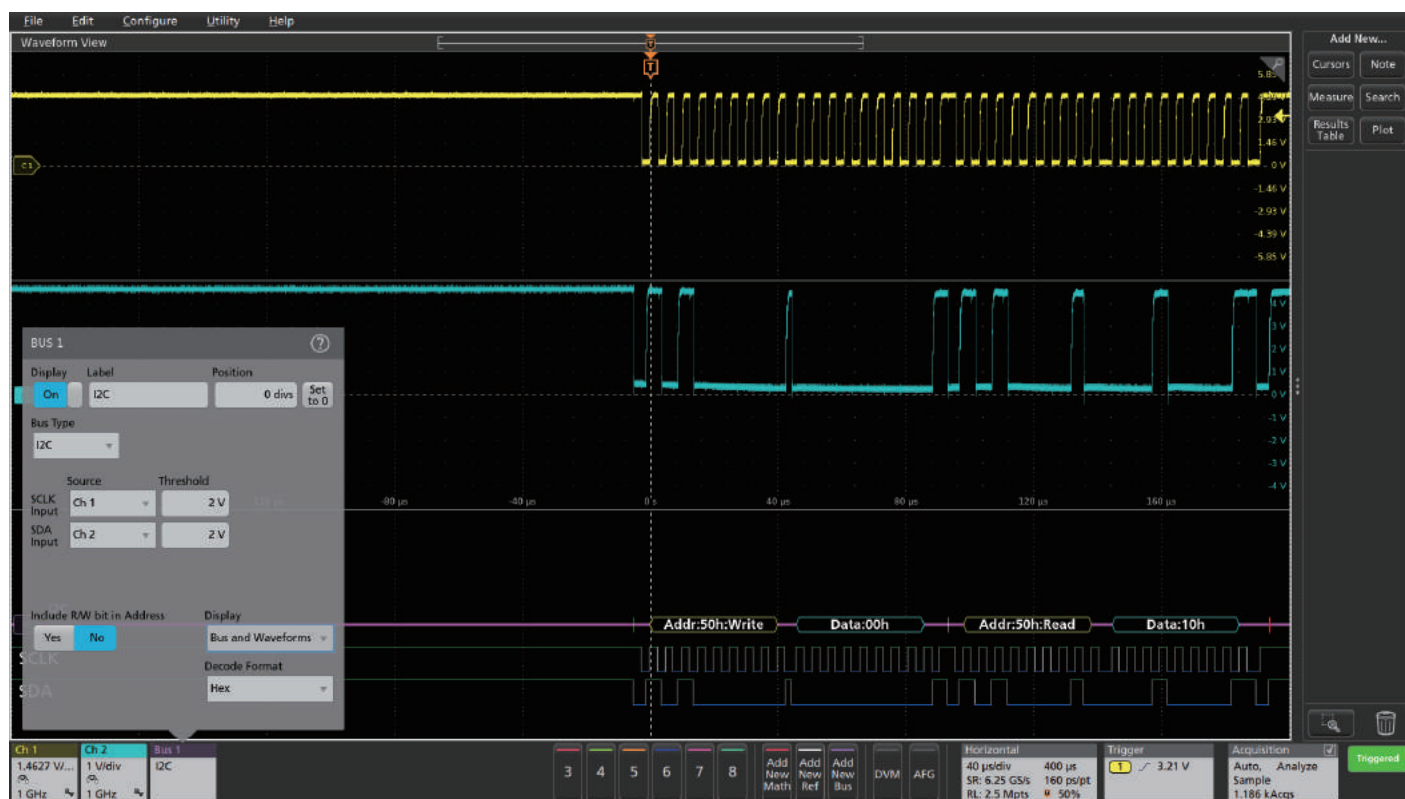 File Edit Configure Utility Help
Waveform View
Add New...
T
T
Cursors Note
Measure Search
Results Table Plot
C1
1.46 V
0 V
-1.46 V
-2.93 V
-4.39 V
-5.85 V
4 V
3 V
2 V
1 V
0 V
-1 V
-2 V
-3 V
-4 V
BUS 1 ?
Display Label Position
On I2C 0 divs Set to 0
Bus Type
I2C
Source Threshold
SCLK Input Ch 1 2 V
SDA Input Ch 2 2 V
-80 µs -40 µs 0 s 40 µs 80 µs 120 µs 160 µs
Include R/W bit in Address Display
Yes No Bus and Waveforms
Decode Format
Hex
Addr:50h:Write Data:00h Addr:50h:Read Data:10h
SCLK
SDA
Ch 1 Ch 2 Bus 1
1.4627 V/... 1 V/div I2C
1 GHz 1 GHz
3 4 5 6 7 8
Add New Math Add New Ref Add New Bus DVM AFG
Horizontal
40 µs/div 400 µs
SR: 6.25 GS/s 160 ps/pt
RL: 2.5 Mpts 50%
Trigger
1 3.21 V
Acquisition
Auto, Analyze
Sample
1.186 kAcqs
Triggered